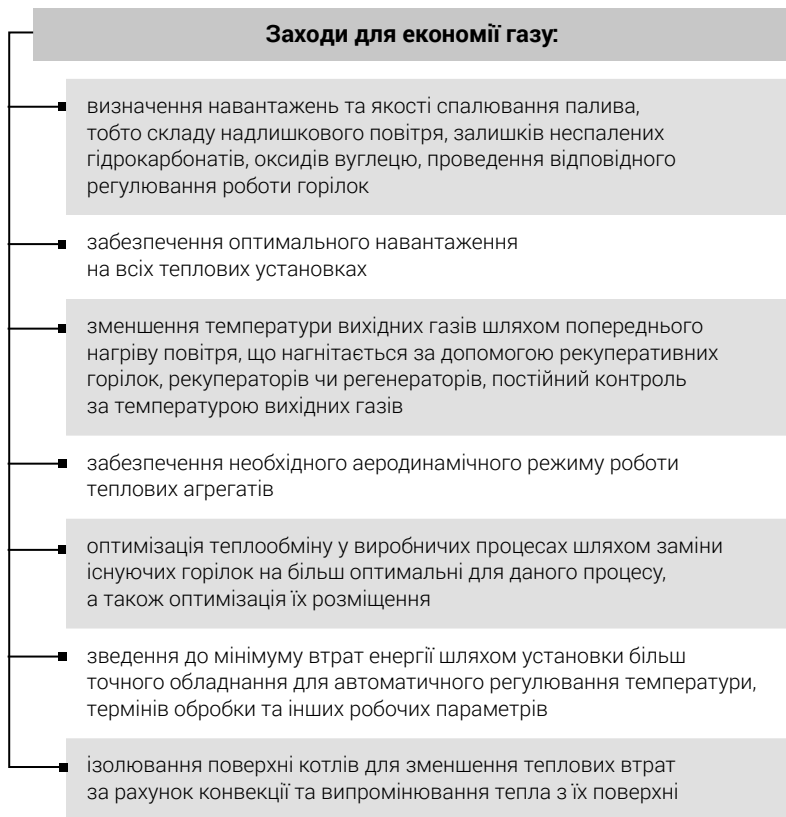 Заходи для економії газу:
визначення навантажень та якості спалювання палива,
тобто складу надлишкового повітря, залишків неспалених
гідрокарбонатів, оксидів вуглецю, проведення відповідного
регулювання роботи горілок
забезпечення оптимального навантаження
на всіх теплових установках
зменшення температури вихідних газів шляхом попереднього
нагріву повітря, що нагнітається за допомогою рекуперативних
горілок, рекуператорів чи регенераторів, постійний контроль
за температурою вихідних газів
забезпечення необхідного аеродинамічного режиму роботи
теплових агрегатів
оптимізація теплообміну у виробничих процесах шляхом заміни
існуючих горілок на більш оптимальні для даного процесу,
а також оптимізація їх розміщення
зведення до мінімуму втрат енергії шляхом установки більш
точного обладнання для автоматичного регулювання температури,
термінів обробки та інших робочих параметрів
ізолювання поверхні котлів для зменшення теплових втрат
за рахунок конвекції та випромінювання тепла з їх поверхні